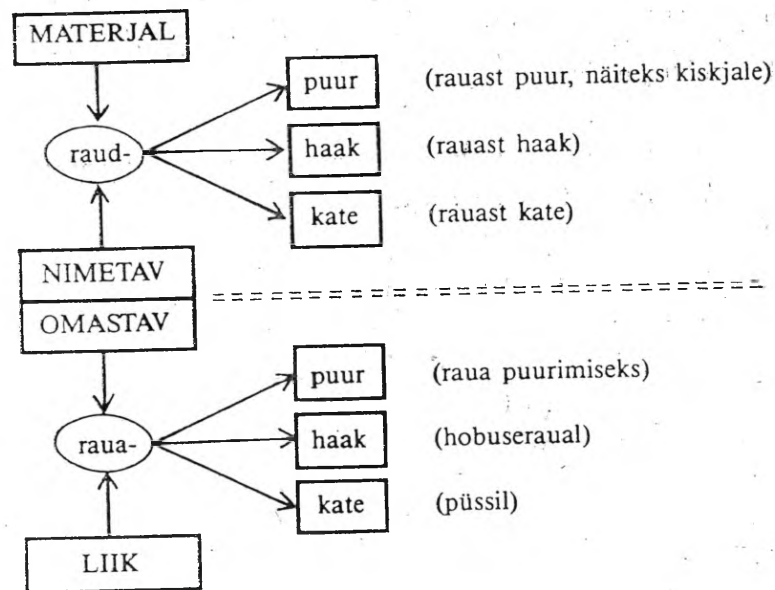 MATERJAL
puur (rauast puur, näiteks kiskjale)
raud- haak (rauast haak)
kate (rauast kate)
NIMETAV
OMASTAV
puur (raua puurimiseks)
raua- haak (hobuseraual)
kate (püssil)
LIIK